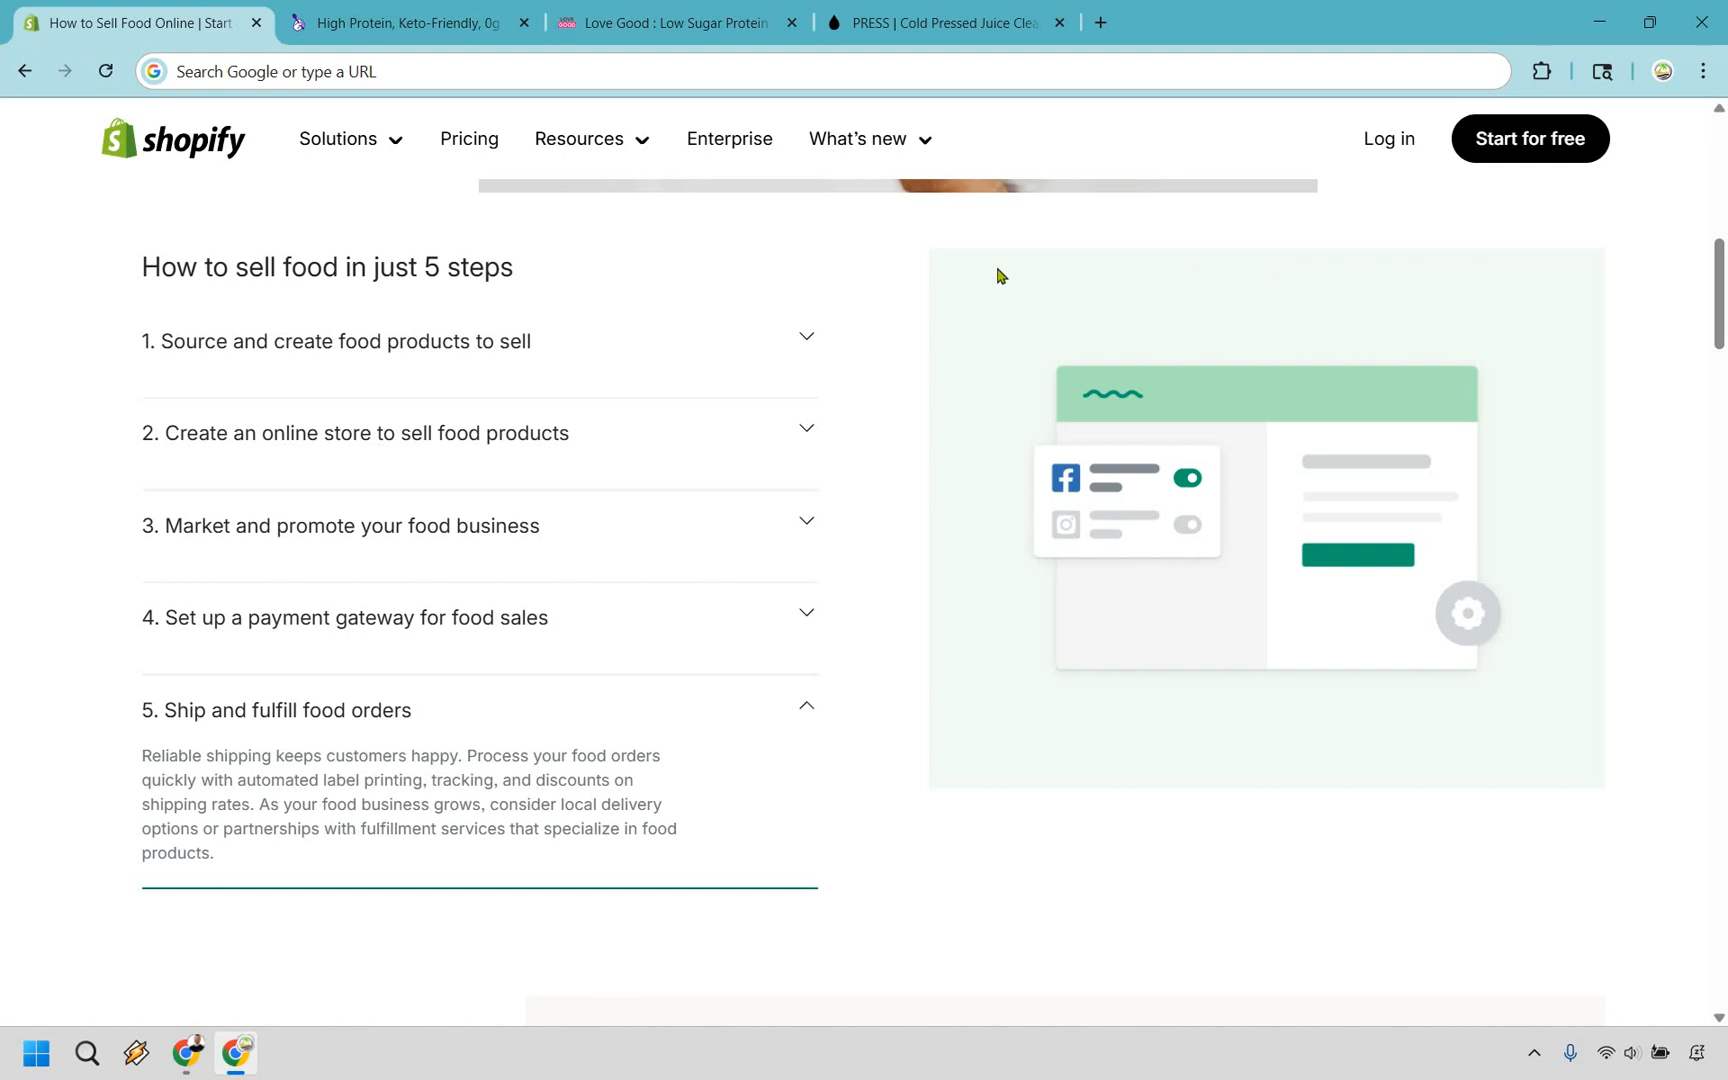 How to Sell Food Online | Start
High Protein, Keto-Friendly, 0g
LOVE GOOD
Love Good : Low Sugar Protein
PRESS | Cold Pressed Juice Clea
Search Google or type a URL
shopify
Solutions
Pricing
Resources
Enterprise
What's new
Log in
Start for free
How to sell food in just 5 steps
1. Source and create food products to sell
2. Create an online store to sell food products
3. Market and promote your food business
4. Set up a payment gateway for food sales
5. Ship and fulfill food orders
Reliable shipping keeps customers happy. Process your food orders
quickly with automated label printing, tracking, and discounts on
shipping rates. As your food business grows, consider local delivery
options or partnerships with fulfillment services that specialize in food
products.